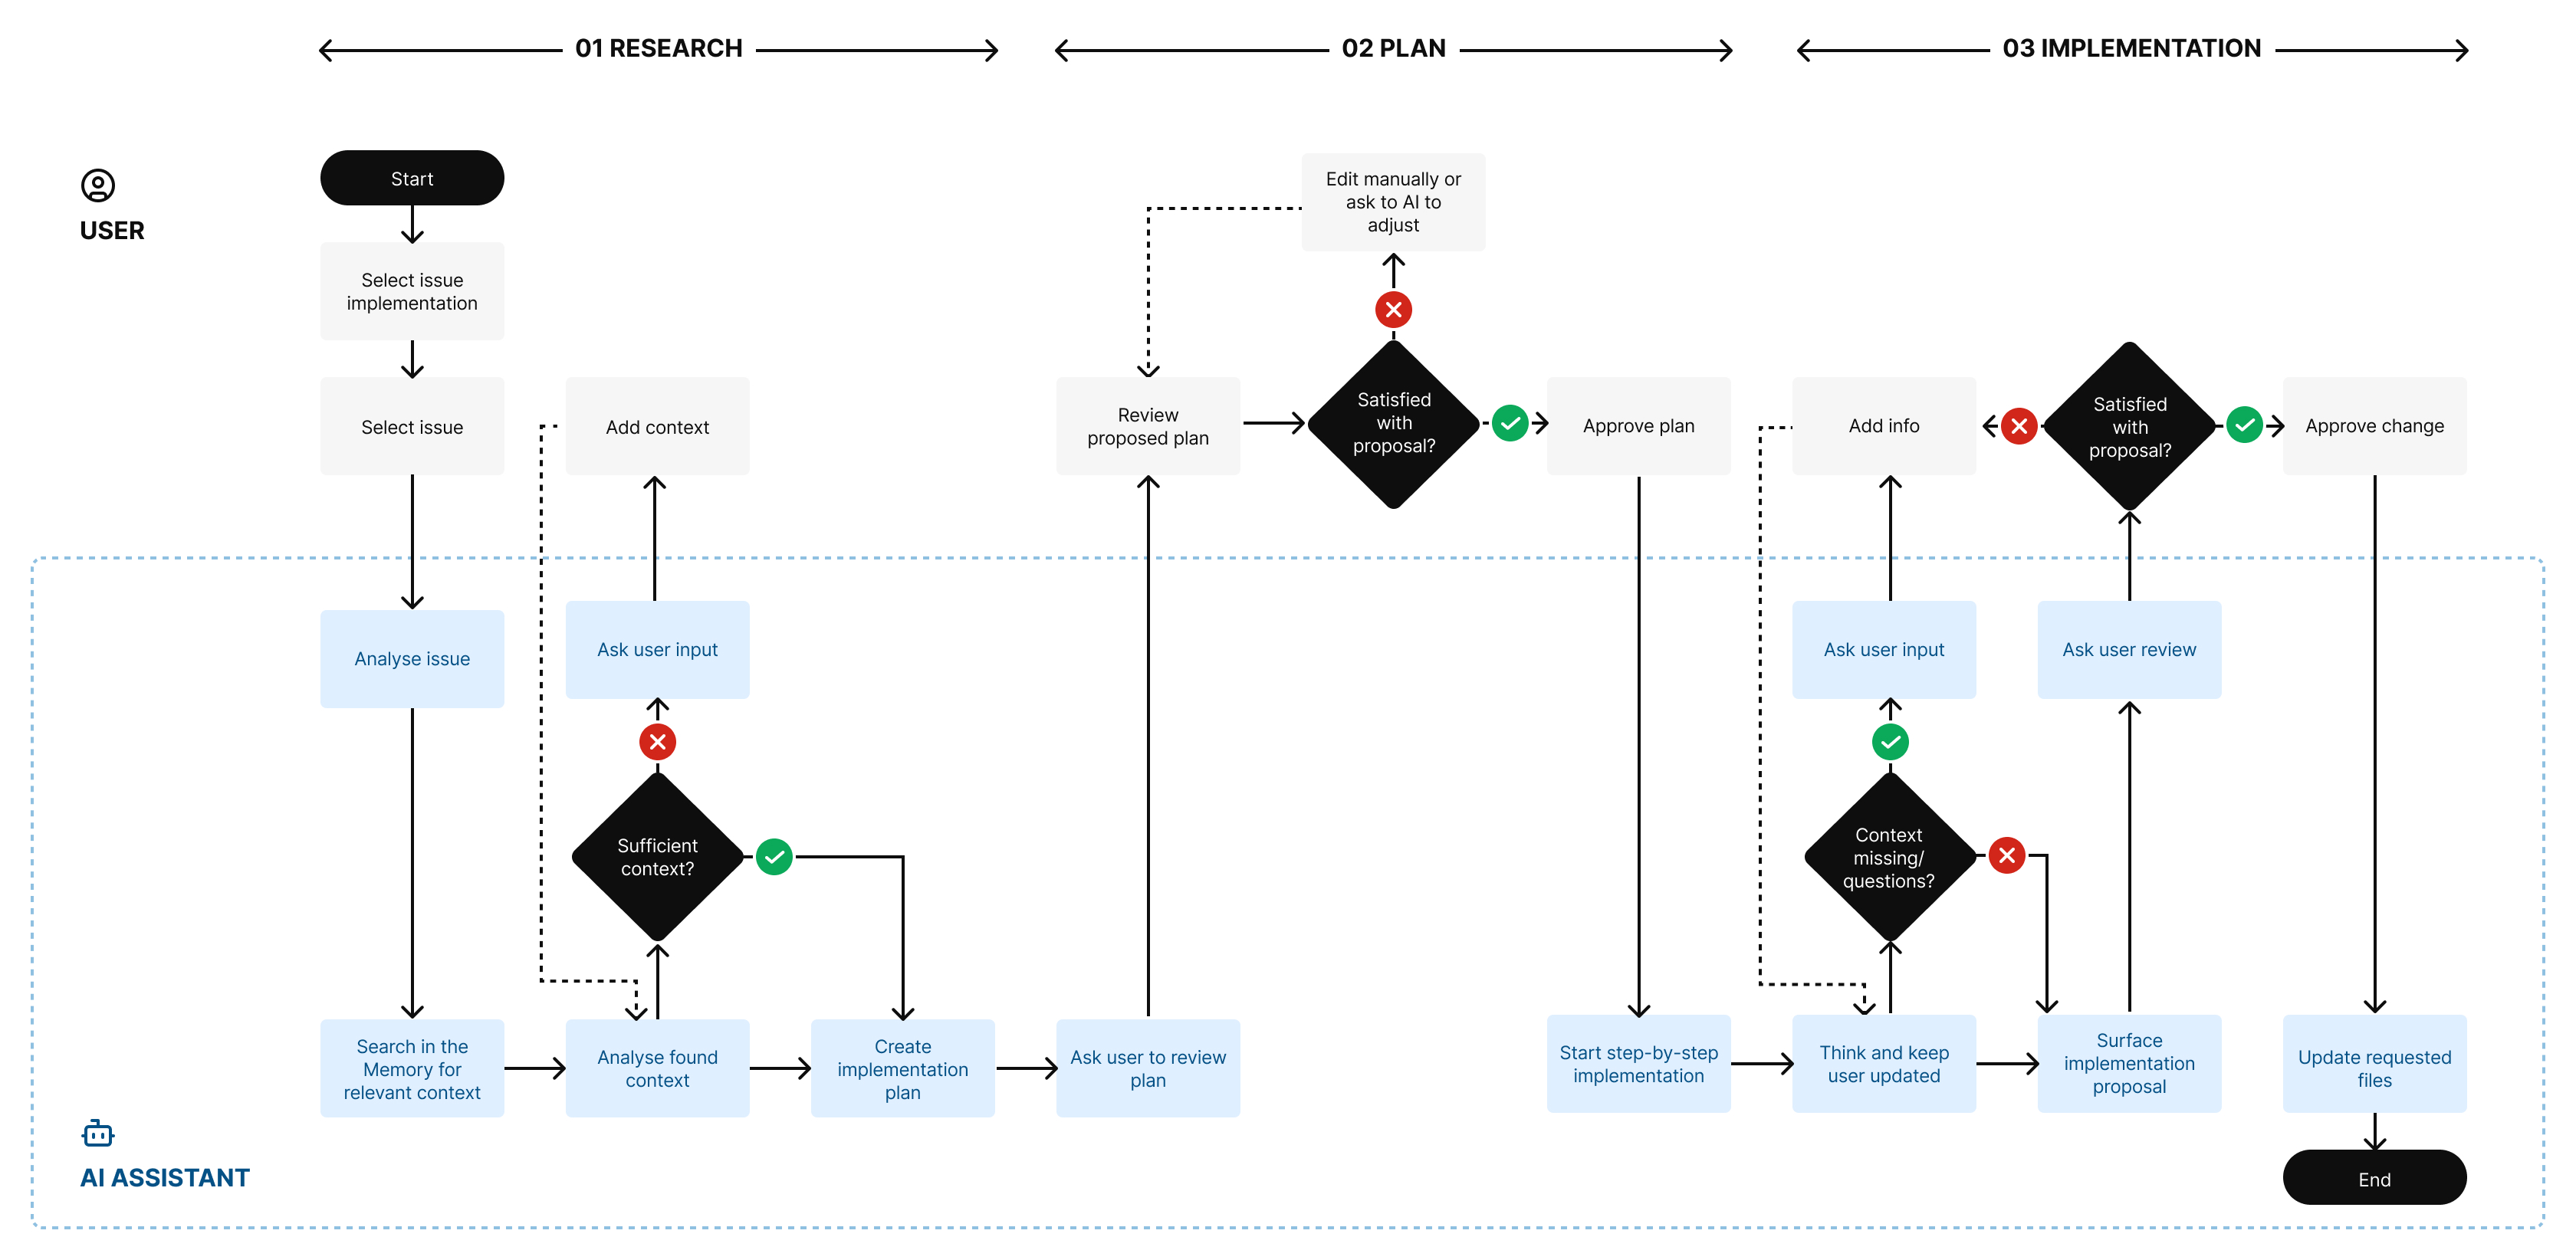 01 RESEARCH
02 PLAN
03 IMPLEMENTATION
USER
Start
Select issue
implementation
Select issue
Add context
Edit manually or
ask to AI to
adjust
Review
proposed plan
Satisfied
with
proposal?
Approve plan
Add info
Satisfied
with
proposal?
Approve change
Analyse issue
Ask user input
Ask user input
Ask user review
Sufficient
context?
Context
missing/
questions?
Search in the
Memory for
relevant context
Analyse found
context
Create
implementation
plan
Ask user to review
plan
Start step-by-step
implementation
Think and keep
user updated
Surface
implementation
proposal
Update requested
files
AI ASSISTANT
End